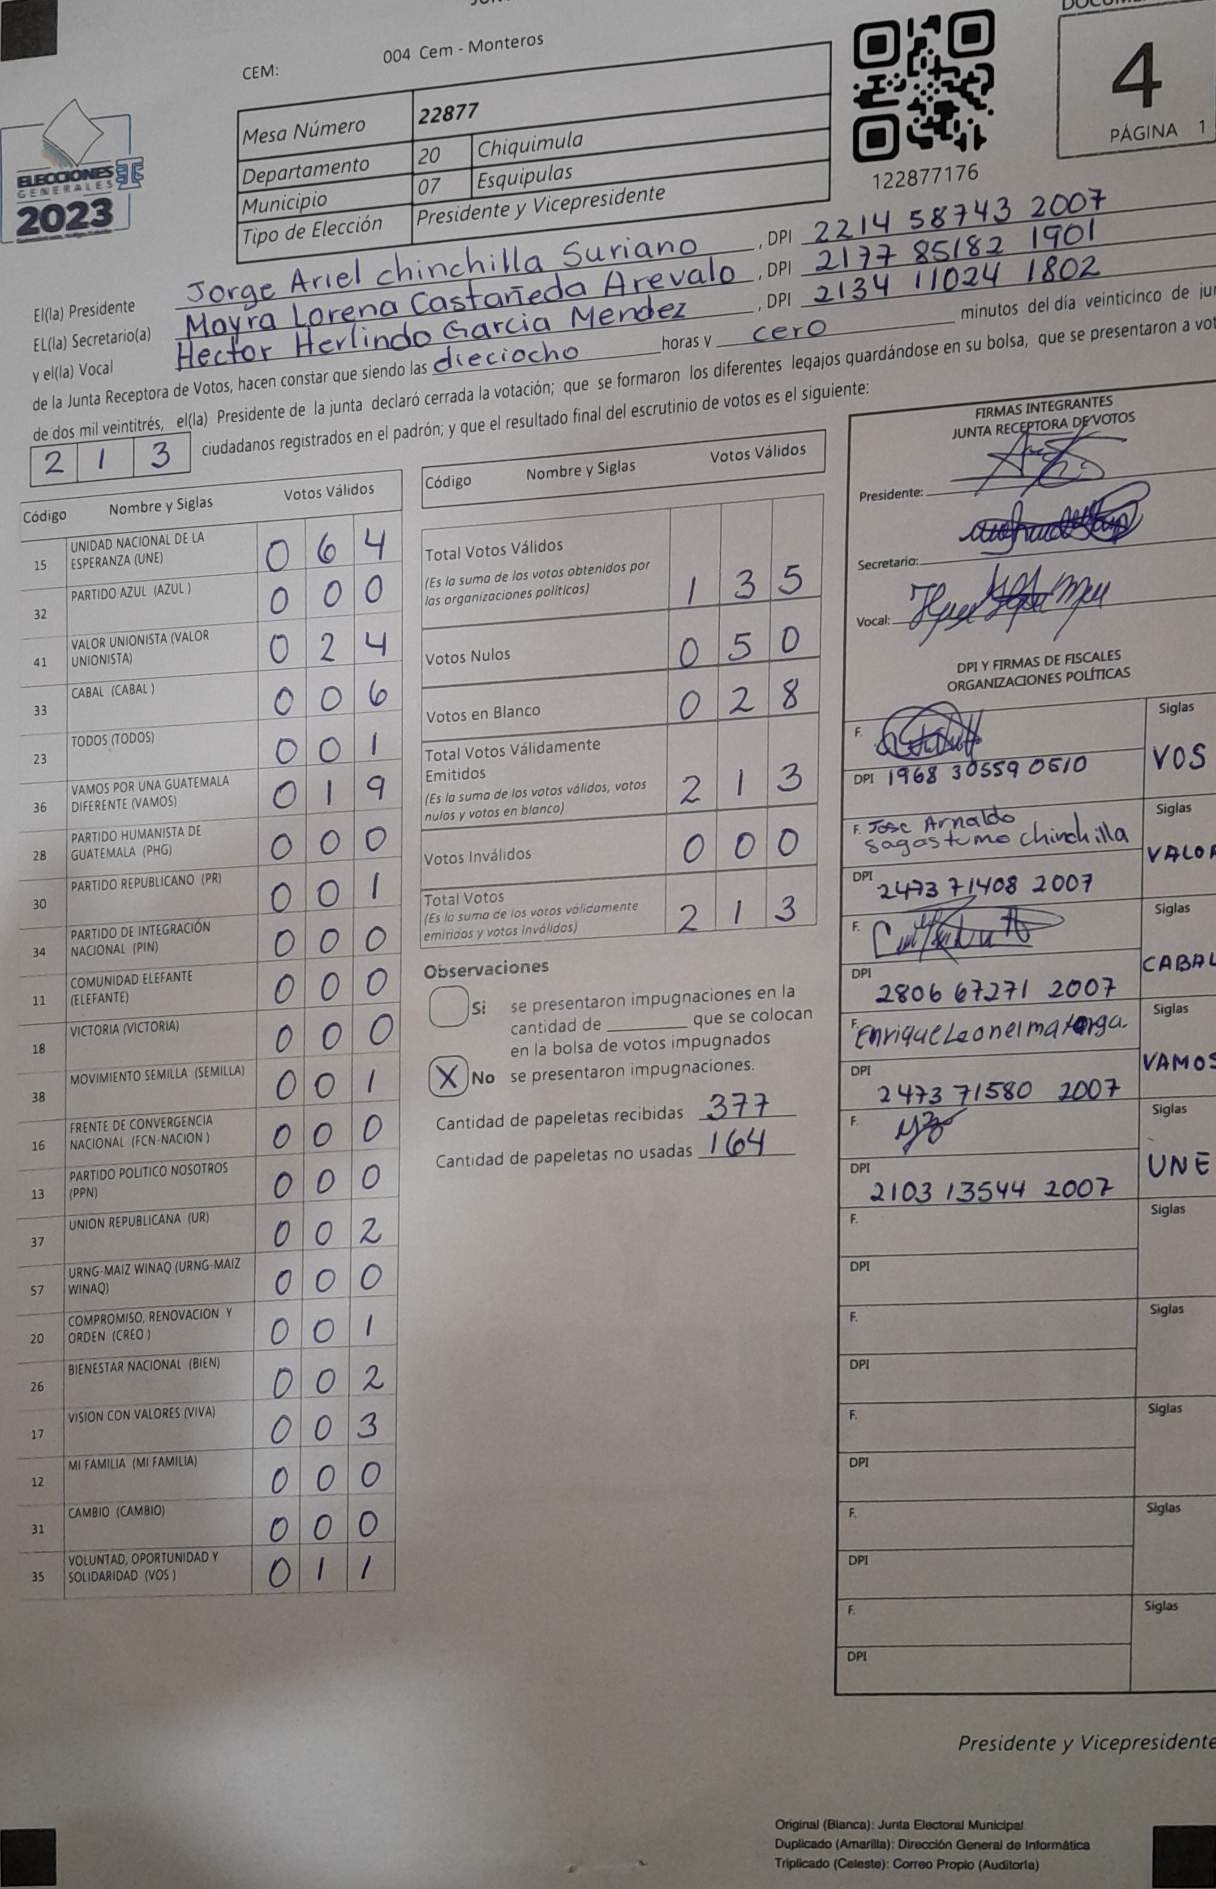 CEM: 004 Cem - Monteros
4
PÁGINA 1
ELECCIONES
GENERALES
2023
Mesa Número 22877
Departamento 20 Chiquimula
Municipio 07 Esquipulas
Tipo de Elección Presidente y Vicepresidente
122877176
El(la) Presidente Jorge Ariel chinchilla Suriano, DPI 2214 58743 2007
EL(la) Secretario(a) Mayra Lorena Castañeda Arevalo, DPI 2177 85182 1901
y el(la) Vocal Hector Herlindo Garcia Mendez, DPI 2134 11024 1802
de la Junta Receptora de Votos, hacen constar que siendo las dieciocho horas y cero minutos del día veinticinco de
de dos mil veintitrés, el(la) Presidente de la junta declaró cerrada la votación; que se formaron los diferentes legajos quardándose en su bolsa, que se presentaron a
213 ciudadanos registrados en el padrón; y que el resultado final del escrutinio de votos es el siguiente:
Código Nombre y Siglas Votos Válidos
15 UNIDAD NACIONAL DE LA ESPERANZA (UNE) 0 6 4
32 PARTIDO AZUL (AZUL ) 0 0 0
41 VALOR UNIONISTA (VALOR UNIONISTA) 0 2 4
33 CABAL (CABAL ) 0 0 6
23 TODOS (TODOS) 0 0 1
36 VAMOS POR UNA GUATEMALA DIFERENTE (VAMOS) 0 1 9
28 PARTIDO HUMANISTA DE GUATEMALA (PHG) 0 0 0
30 PARTIDO REPUBLICANO (PR) 0 0 1
34 PARTIDO DE INTEGRACIÓN NACIONAL (PIN) 0 0 0
11 COMUNIDAD ELEFANTE (ELEFANTE) 0 0 0
18 VICTORIA (VICTORIA) 0 0 0
38 MOVIMIENTO SEMILLA (SEMILLA) 0 0 1
16 FRENTE DE CONVERGENCIA NACIONAL (FCN-NACION ) 0 0 0
13 PARTIDO POLITICO NOSOTROS (PPN) 0 0 0
37 UNION REPUBLICANA (UR) 0 0 2
57 URNG-MAIZ WINAQ (URNG-MAIZ WINAQ) 0 0 0
20 COMPROMISO, RENOVACION Y ORDEN (CREO ) 0 0 1
26 BIENESTAR NACIONAL (BIEN) 0 0 2
17 VISION CON VALORES (VIVA) 0 0 3
12 MI FAMILIA (MI FAMILIA) 0 0 0
31 CAMBIO (CAMBIO) 0 0 0
35 VOLUNTAD, OPORTUNIDAD Y SOLIDARIDAD (VOS ) 0 1 1
Código Nombre y Siglas Votos Válidos
Total Votos Válidos
(Es la suma de los votos obtenidos por
las organizaciones políticas) 1 3 5
Votos Nulos 0 5 0
Votos en Blanco 0 2 8
Total Votos Válidamente
Emitidos
(Es la suma de los votos válidos, votos
nulos y votos en blanco) 2 1 3
Votos Inválidos 0 0 0
Total Votos
(Es la suma de los votos válidamente
emitidos y votos inválidos) 2 1 3
Observaciones
Si se presentaron impugnaciones en la
cantidad de ________ que se colocan
en la bolsa de votos impugnados
X No se presentaron impugnaciones.
Cantidad de papeletas recibidas 377
Cantidad de papeletas no usadas 164
FIRMAS INTEGRANTES
JUNTA RECEPTORA DE VOTOS
Presidente:
Secretario:
Vocal:
DPI Y FIRMAS DE FISCALES
ORGANIZACIONES POLÍTICAS
F. Siglas
DPI 1968 30559 0510 VOS
F. Jose Arnaldo Siglas
Sagastume Chinchilla
DPI 2473 71408 2007
F. Siglas
DPI 2806 67271 2007 CABAL
F. Siglas
DPI 2473 71580 2007 VAMOS
F. Siglas
DPI 2103 13544 2007 UNE
F. Siglas
DPI
F. Siglas
DPI
F. Siglas
DPI
F. Siglas
DPI
F. Siglas
DPI
Presidente y Vicepresidente
Original (Blanca): Junta Electoral Municipal
Duplicado (Amarilla): Dirección General de Informática
Triplicado (Celeste): Correo Propio (Auditoría)